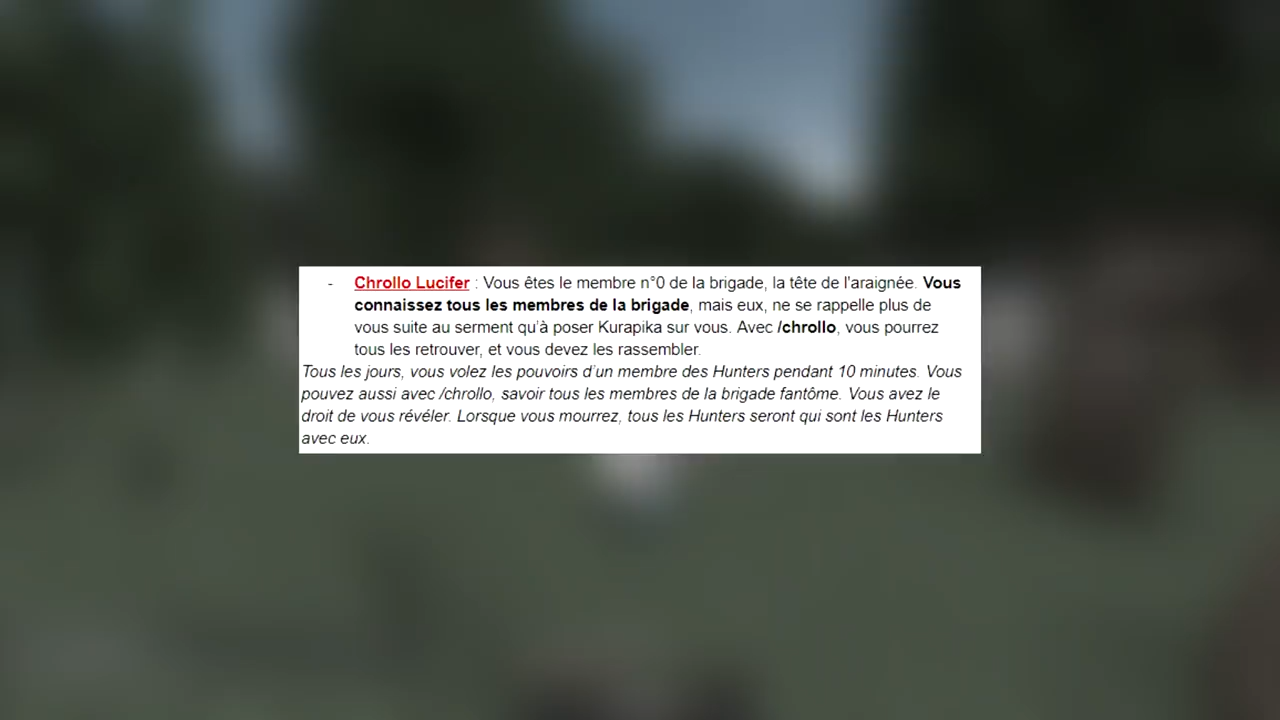 - Chrollo Lucifer : Vous êtes le membre n°0 de la brigade, la tête de l'araignée. Vous
connaissez tous les membres de la brigade, mais eux, ne se rappelle plus de
vous suite au serment qu'à poser Kurapika sur vous. Avec /chrollo, vous pourrez
tous les retrouver, et vous devez les rassembler.
Tous les jours, vous volez les pouvoirs d'un membre des Hunters pendant 10 minutes. Vous
pouvez aussi avec /chrollo, savoir tous les membres de la brigade fantôme. Vous avez le
droit de vous révéler. Lorsque vous mourrez, tous les Hunters seront qui sont les Hunters
avec eux.